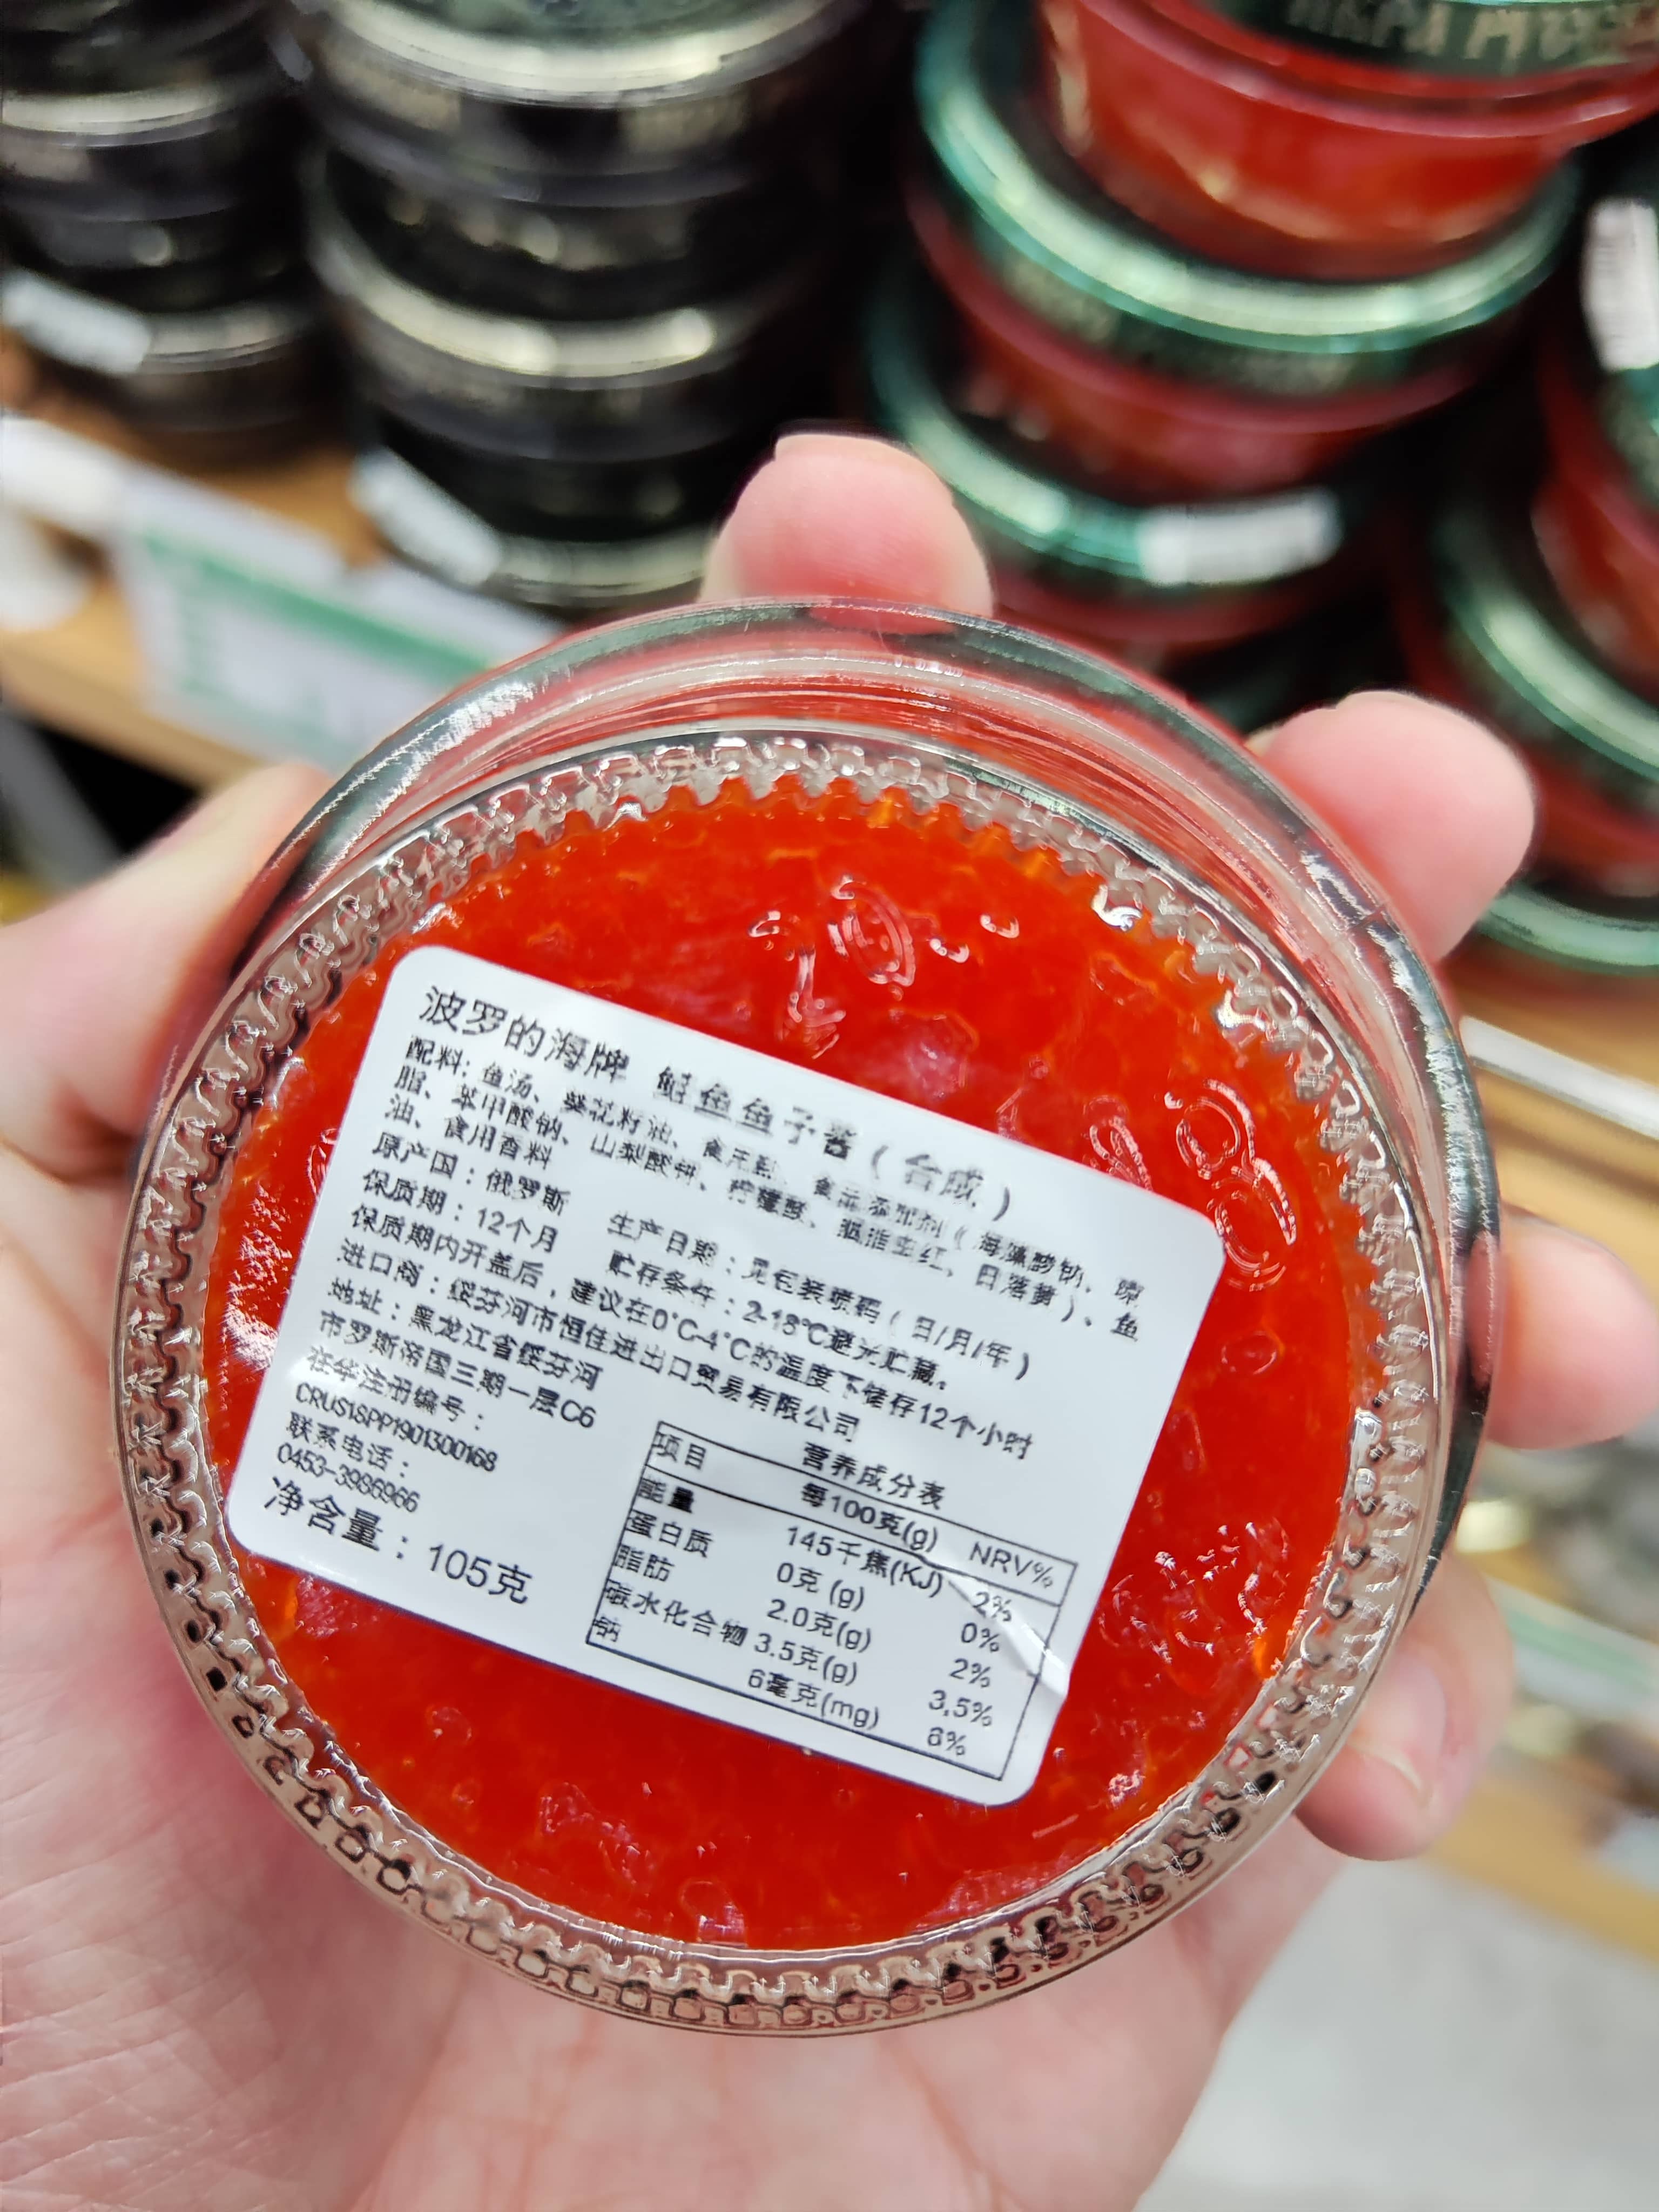 波罗的海牌 鲑鱼鱼子酱(合成)
配料: 鱼汤、葵花籽油、食用盐、食品添加剂(海藻酸钠、琼
脂、苯甲酸钠、山梨酸钾、柠檬酸、胭脂虫红、日落黄)、鱼
油、食用香料
原产国:俄罗斯 生产日期:见包装喷码(日/月/年)
保质期:12个月 贮存条件:2-18℃避光贮藏。
保质期内开盖后,建议在0℃-4℃的温度下储存12个小时
进口商:绥芬河市恒佳进出口贸易有限公司
地址:黑龙江省绥芬河
市罗斯帝国三期一层C6
在华注册编号:
CRUS1SPP1901300168
联系电话:
0453-3986966
净含量:105克
营养成分表
项目 每100克(g) NRV%
能量 145千焦(KJ) 2%
蛋白质 0克 (g) 0%
脂肪 2.0克(g) 2%
碳水化合物 3.5克(g) 3.5%
钠 6毫克(mg) 6%